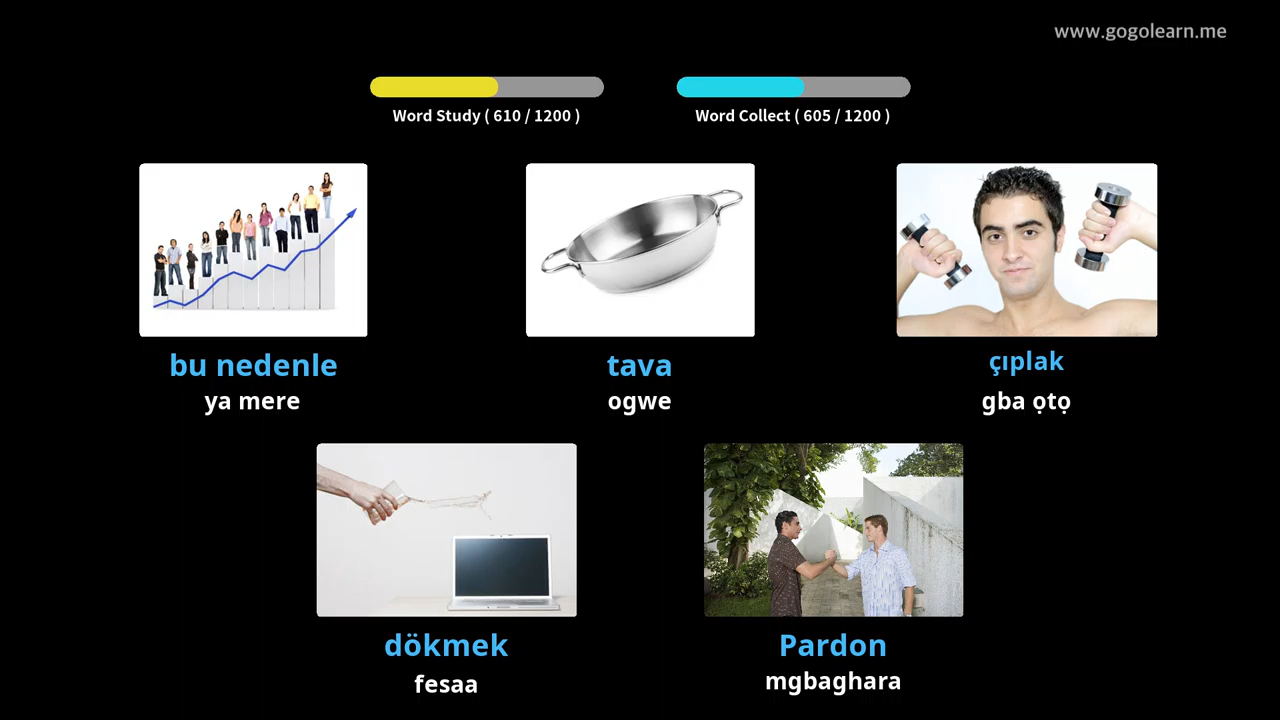 www.gogolearn.me
Word Study ( 610 / 1200 )
Word Collect ( 605 / 1200 )
bu nedenle
ya mere
tava
ogwe
çıplak
gba ọtọ
dökmek
fesaa
Pardon
mgbaghara